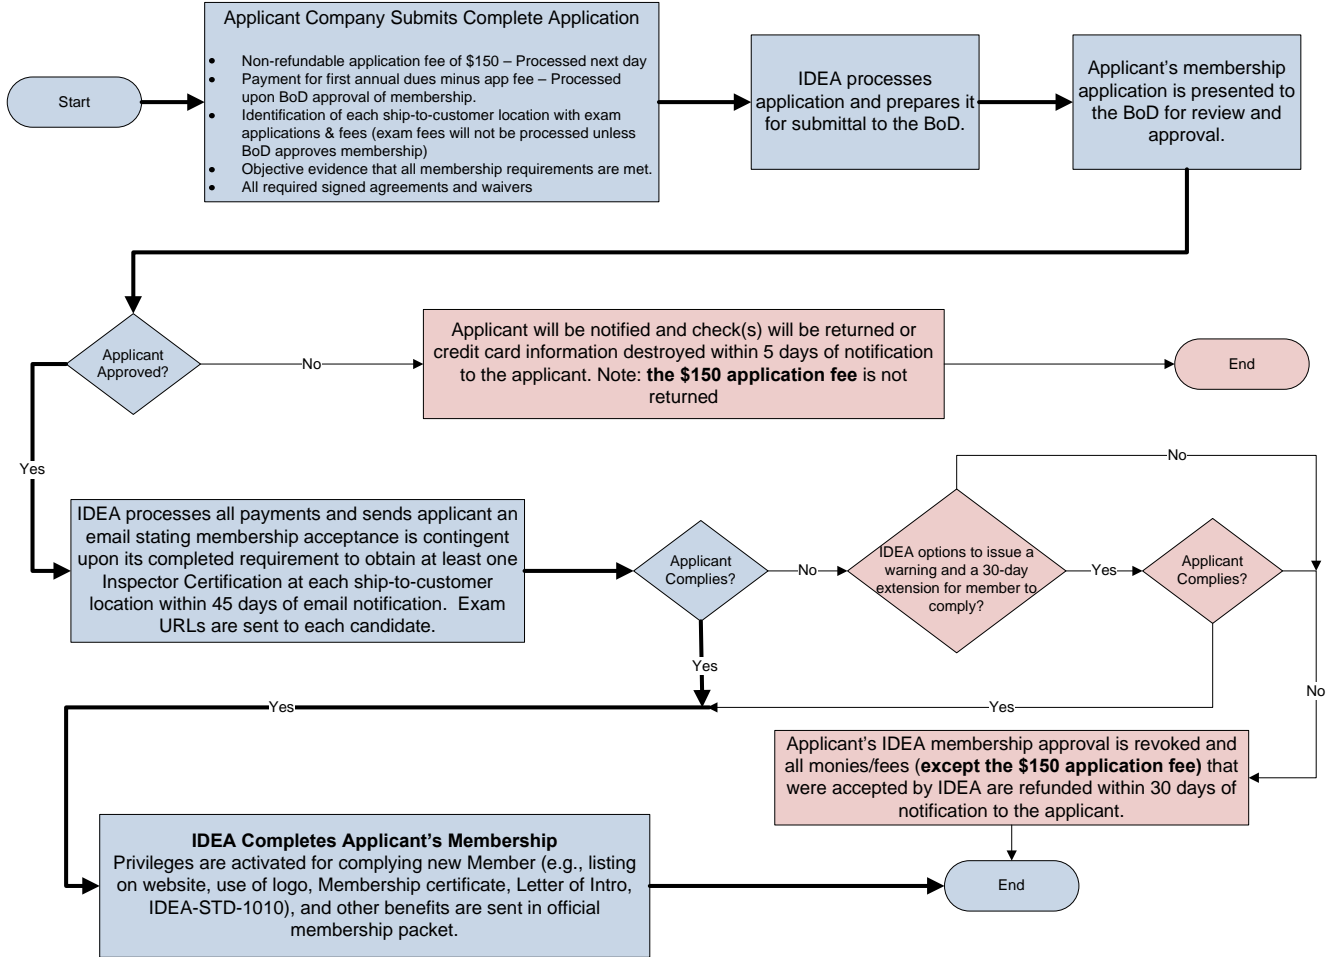 Applicant Company Submits Complete Application
Start
• Non-refundable application fee of $150 – Processed next day
• Payment for first annual dues minus app fee – Processed
upon BoD approval of membership.
• Identification of each ship-to-customer location with exam
applications & fees (exam fees will not be processed unless
BoD approves membership)
• Objective evidence that all membership requirements are met.
• All required signed agreements and waivers
IDEA processes
application and prepares it
for submittal to the BoD.
Applicant's membership
application is presented to
the BoD for review and
approval.
Applicant
Approved?
No
Applicant will be notified and check(s) will be returned or
credit card information destroyed within 5 days of notification
to the applicant. Note: the $150 application fee is not
returned
End
Yes
IDEA processes all payments and sends applicant an
email stating membership acceptance is contingent
upon its completed requirement to obtain at least one
Inspector Certification at each ship-to-customer
location within 45 days of email notification. Exam
URLs are sent to each candidate.
Applicant
Complies?
No
IDEA options to issue a
warning and a 30-day
extension for member to
comply?
No
Yes
Applicant
Complies?
No
Yes
Yes
Yes
Applicant's IDEA membership approval is revoked and
all monies/fees (except the $150 application fee) that
were accepted by IDEA are refunded within 30 days of
notification to the applicant.
IDEA Completes Applicant's Membership
Privileges are activated for complying new Member (e.g., listing
on website, use of logo, Membership certificate, Letter of Intro,
IDEA-STD-1010), and other benefits are sent in official
membership packet.
End